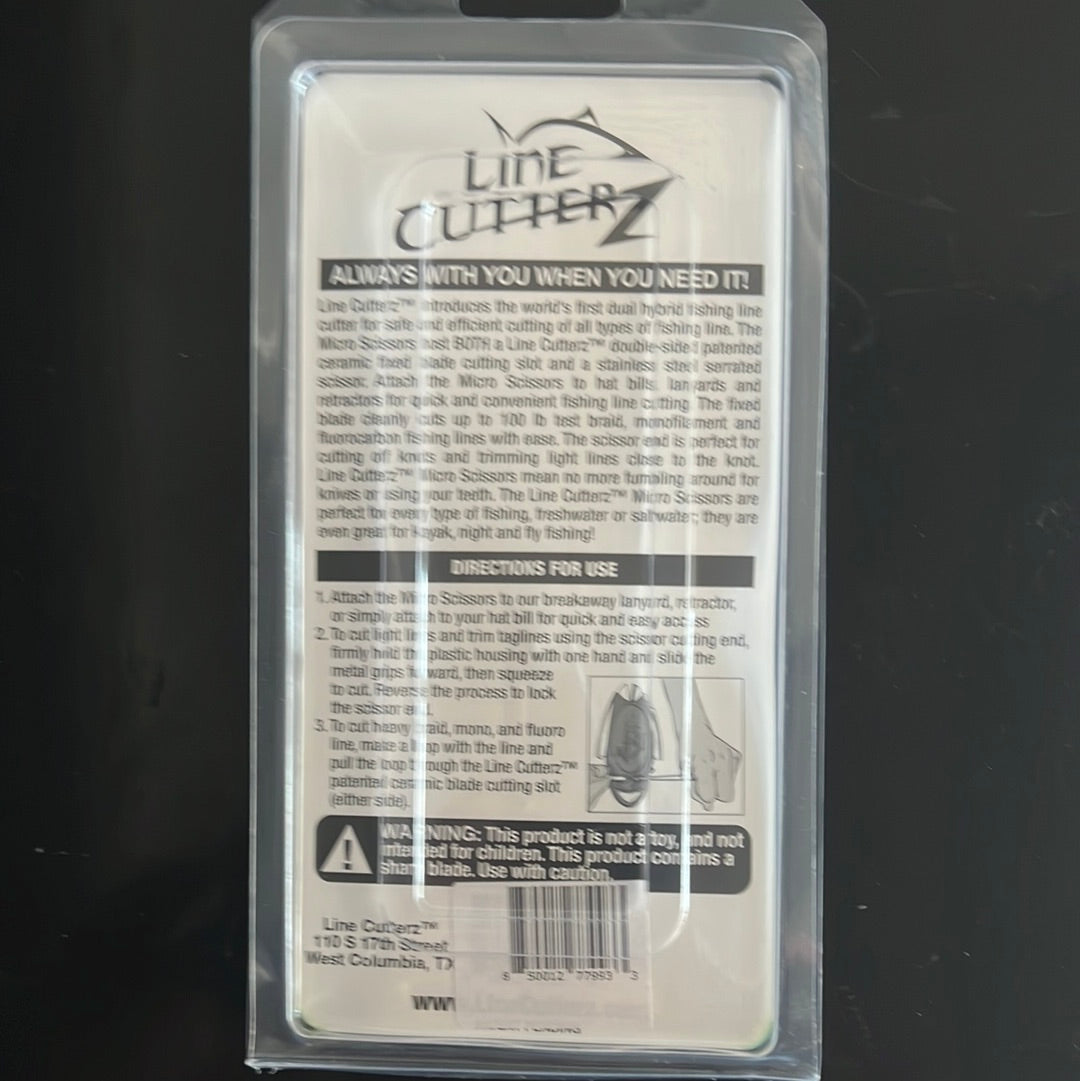 LINE
CUTTERZ
ALWAYS WITH YOU WHEN YOU NEED IT!
Line Cutterz™ introduces the world's first dual hybrid fishing line
cutter for safe and efficient cutting of all types of fishing line. The
Micro Scissors host BOTH a Line Cutterz™ double-sided patented
ceramic fixed blade cutting slot and a stainless steel serrated
scissor. Attach the Micro Scissors to hat bills, lanyards and
retractors for quick and convenient fishing line cutting. The fixed
blade cleanly cuts up to 100 lb test braid, monofilament and
fluorocarbon fishing lines with ease. The scissor end is perfect for
cutting off knots and trimming light lines close to the knot.
Line Cutterz™ Micro Scissors mean no more fumbling around for
knives or using your teeth. The Line Cutterz™ Micro Scissors are
perfect for every type of fishing, freshwater or saltwater; they are
even great for kayak, night and fly fishing!
DIRECTIONS FOR USE
1. Attach the Micro Scissors to our breakaway lanyard, retractor,
or simply attach to your hat bill for quick and easy access
2. To cut light lines and trim taglines using the scissor cutting end,
firmly hold the plastic housing with one hand and slide the
metal grips forward, then squeeze
to cut. Reverse the process to lock
the scissor end.
3. To cut heavy braid, mono, and fluoro
line, make a loop with the line and
pull the loop through the Line Cutterz™
patented ceramic blade cutting slot
(either side).
WARNING: This product is not a toy, and not
intended for children. This product contains a
sharp blade. Use with caution.
Line Cutterz™
110 S 17th Street
West Columbia, TX
8 50012 77993 3
www.LineCutterz.com